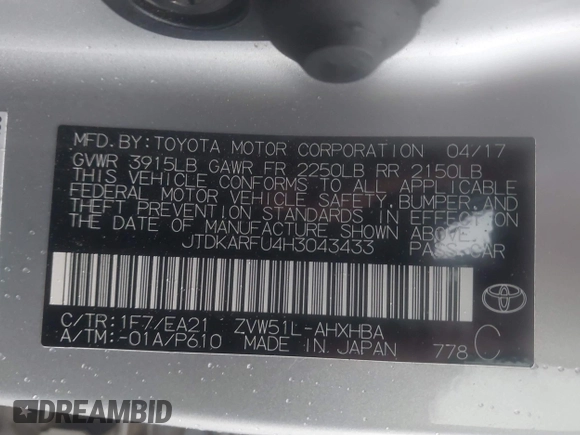 MFD. BY: TOYOTA MOTOR CORPORATION 04/17
GVWR 3915LB GAWR FR 2250LB RR 2150LB
THIS VEHICLE CONFORMS TO ALL APPLICABLE
FEDERAL MOTOR VEHICLE SAFETY, BUMPER, AND
THEFT PREVENTION STANDARDS IN EFFECT ON
THE DATE OF MANUFACTURE SHOWN ABOVE.
JTDKARFU4H3043433 PASS. CAR
C/TR: 1F7/EA21 ZVW51L-AHXHBA
A/TM: -01A/P610 MADE IN JAPAN 778 C
DREAMBID